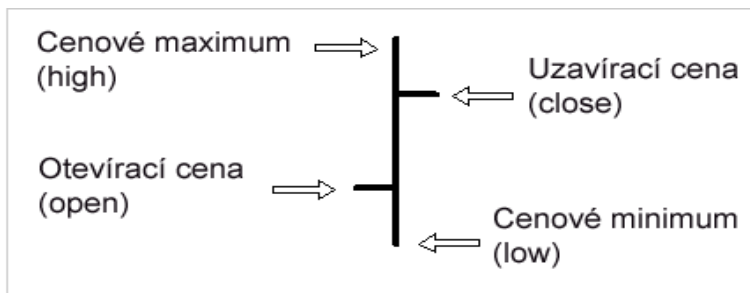 Cenové maximum
(high)
Uzavírací cena
(close)
Otevírací cena
(open)
Cenové minimum
(low)